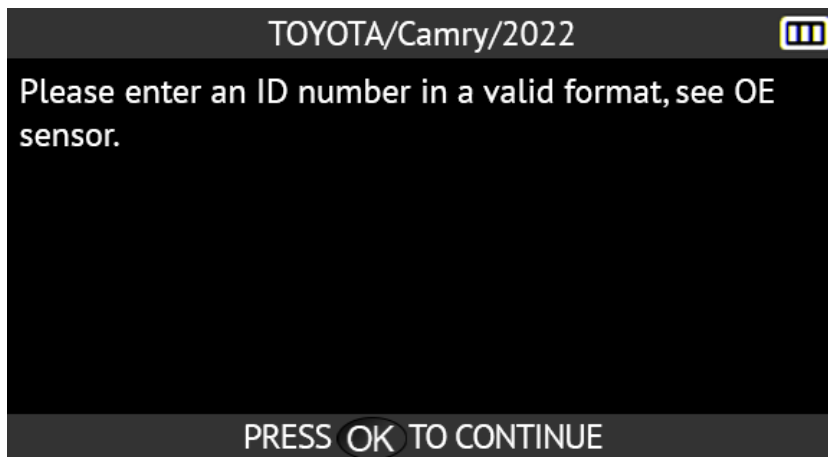 TOYOTA/Camry/2022
Please enter an ID number in a valid format, see OE
sensor.
PRESS OK TO CONTINUE